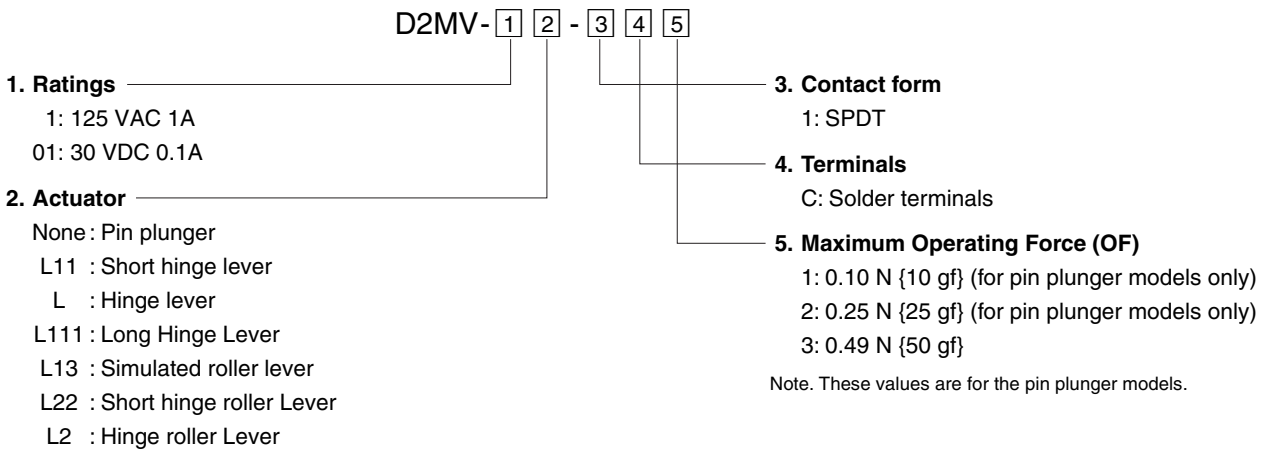 D2MV-1 2 - 3 4 5
1. Ratings
1: 125 VAC 1A
01: 30 VDC 0.1A
2. Actuator
None : Pin plunger
L11 : Short hinge lever
L : Hinge lever
L111 : Long Hinge Lever
L13 : Simulated roller lever
L22 : Short hinge roller Lever
L2 : Hinge roller Lever
3. Contact form
1: SPDT
4. Terminals
C: Solder terminals
5. Maximum Operating Force (OF)
1: 0.10 N {10 gf} (for pin plunger models only)
2: 0.25 N {25 gf} (for pin plunger models only)
3: 0.49 N {50 gf}
Note. These values are for the pin plunger models.